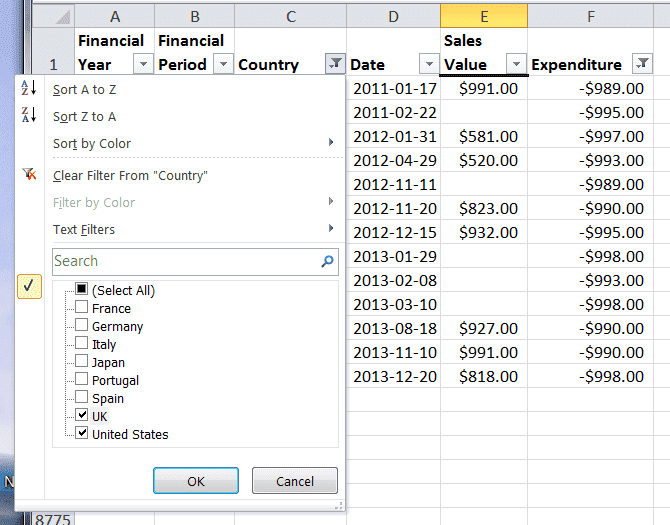 A B C D E F
Financial Financial Sales
1 Year Period Country Date Value Expenditure
Sort A to Z
Sort Z to A
Sort by Color
Clear Filter From "Country"
Filter by Color
Text Filters
Search
(Select All)
France
Germany
Italy
Japan
Portugal
Spain
UK
United States
OK Cancel
2011-01-17 $991.00 -$989.00
2011-02-22 -$995.00
2012-01-31 $581.00 -$997.00
2012-04-29 $520.00 -$993.00
2012-11-11 -$989.00
2012-11-20 $823.00 -$990.00
2012-12-15 $932.00 -$995.00
2013-01-29 -$998.00
2013-02-08 -$993.00
2013-03-10 -$998.00
2013-08-18 $927.00 -$990.00
2013-11-10 $991.00 -$990.00
2013-12-20 $818.00 -$998.00
N
8775